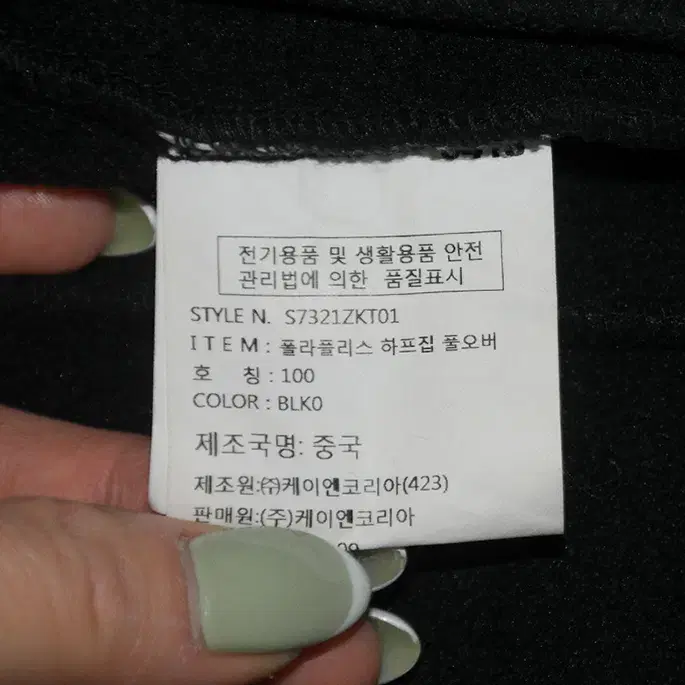 전기용품 및 생활용품 안전
관리법에 의한 품질표시
STYLE N. S7321ZKT01
ITEM : 폴라플리스 하프집 풀오버
호 칭 : 100
COLOR : BLK0
제조국명: 중국
제조원:㈜케이엔코리아(423)
판매원:(주)케이엔코리아